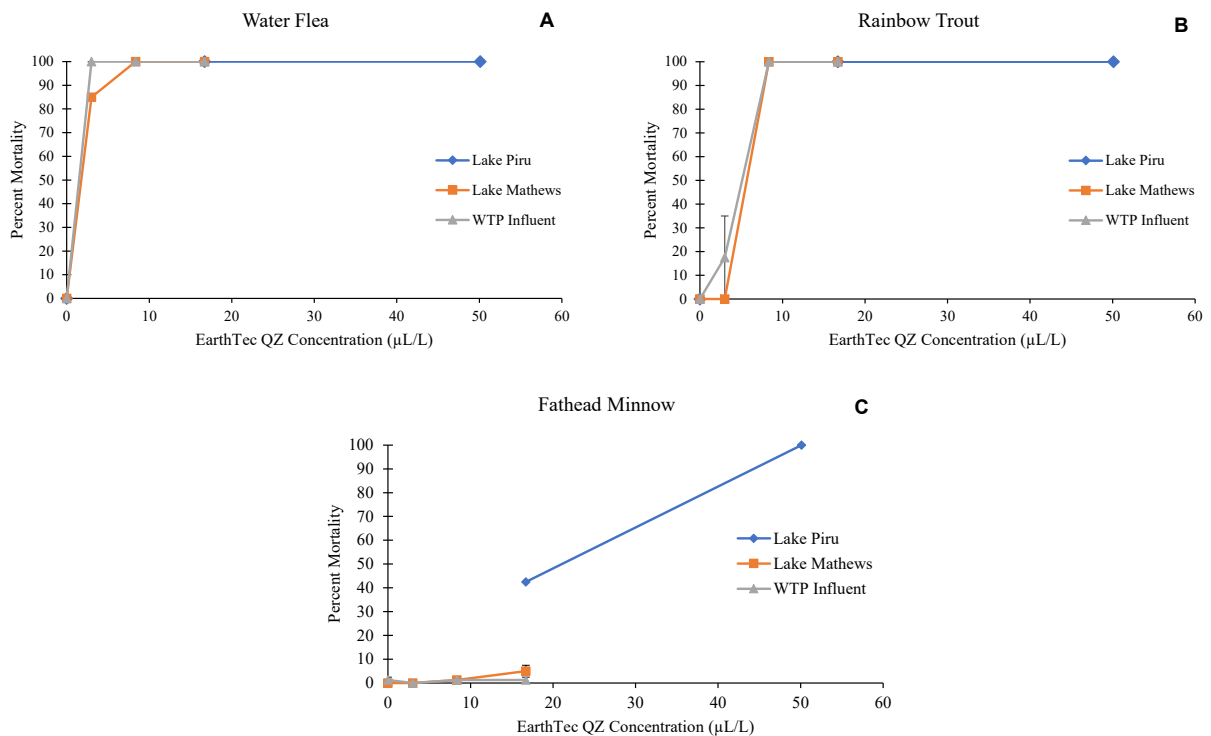 Water Flea
A
100
90
80
70
60
50
40
30
20
10
0
Percent Mortality
0 10 20 30 40 50 60
EarthTec QZ Concentration (µL/L)
Lake Piru
Lake Mathews
WTP Influent
Rainbow Trout
B
100
90
80
70
60
50
40
30
20
10
0
Percent Mortality
0 10 20 30 40 50 60
EarthTec QZ Concentration (µL/L)
Lake Piru
Lake Mathews
WTP Influent
Fathead Minnow
C
100
90
80
70
60
50
40
30
20
10
0
Percent Mortality
0 10 20 30 40 50 60
EarthTec QZ Concentration (µL/L)
Lake Piru
Lake Mathews
WTP Influent